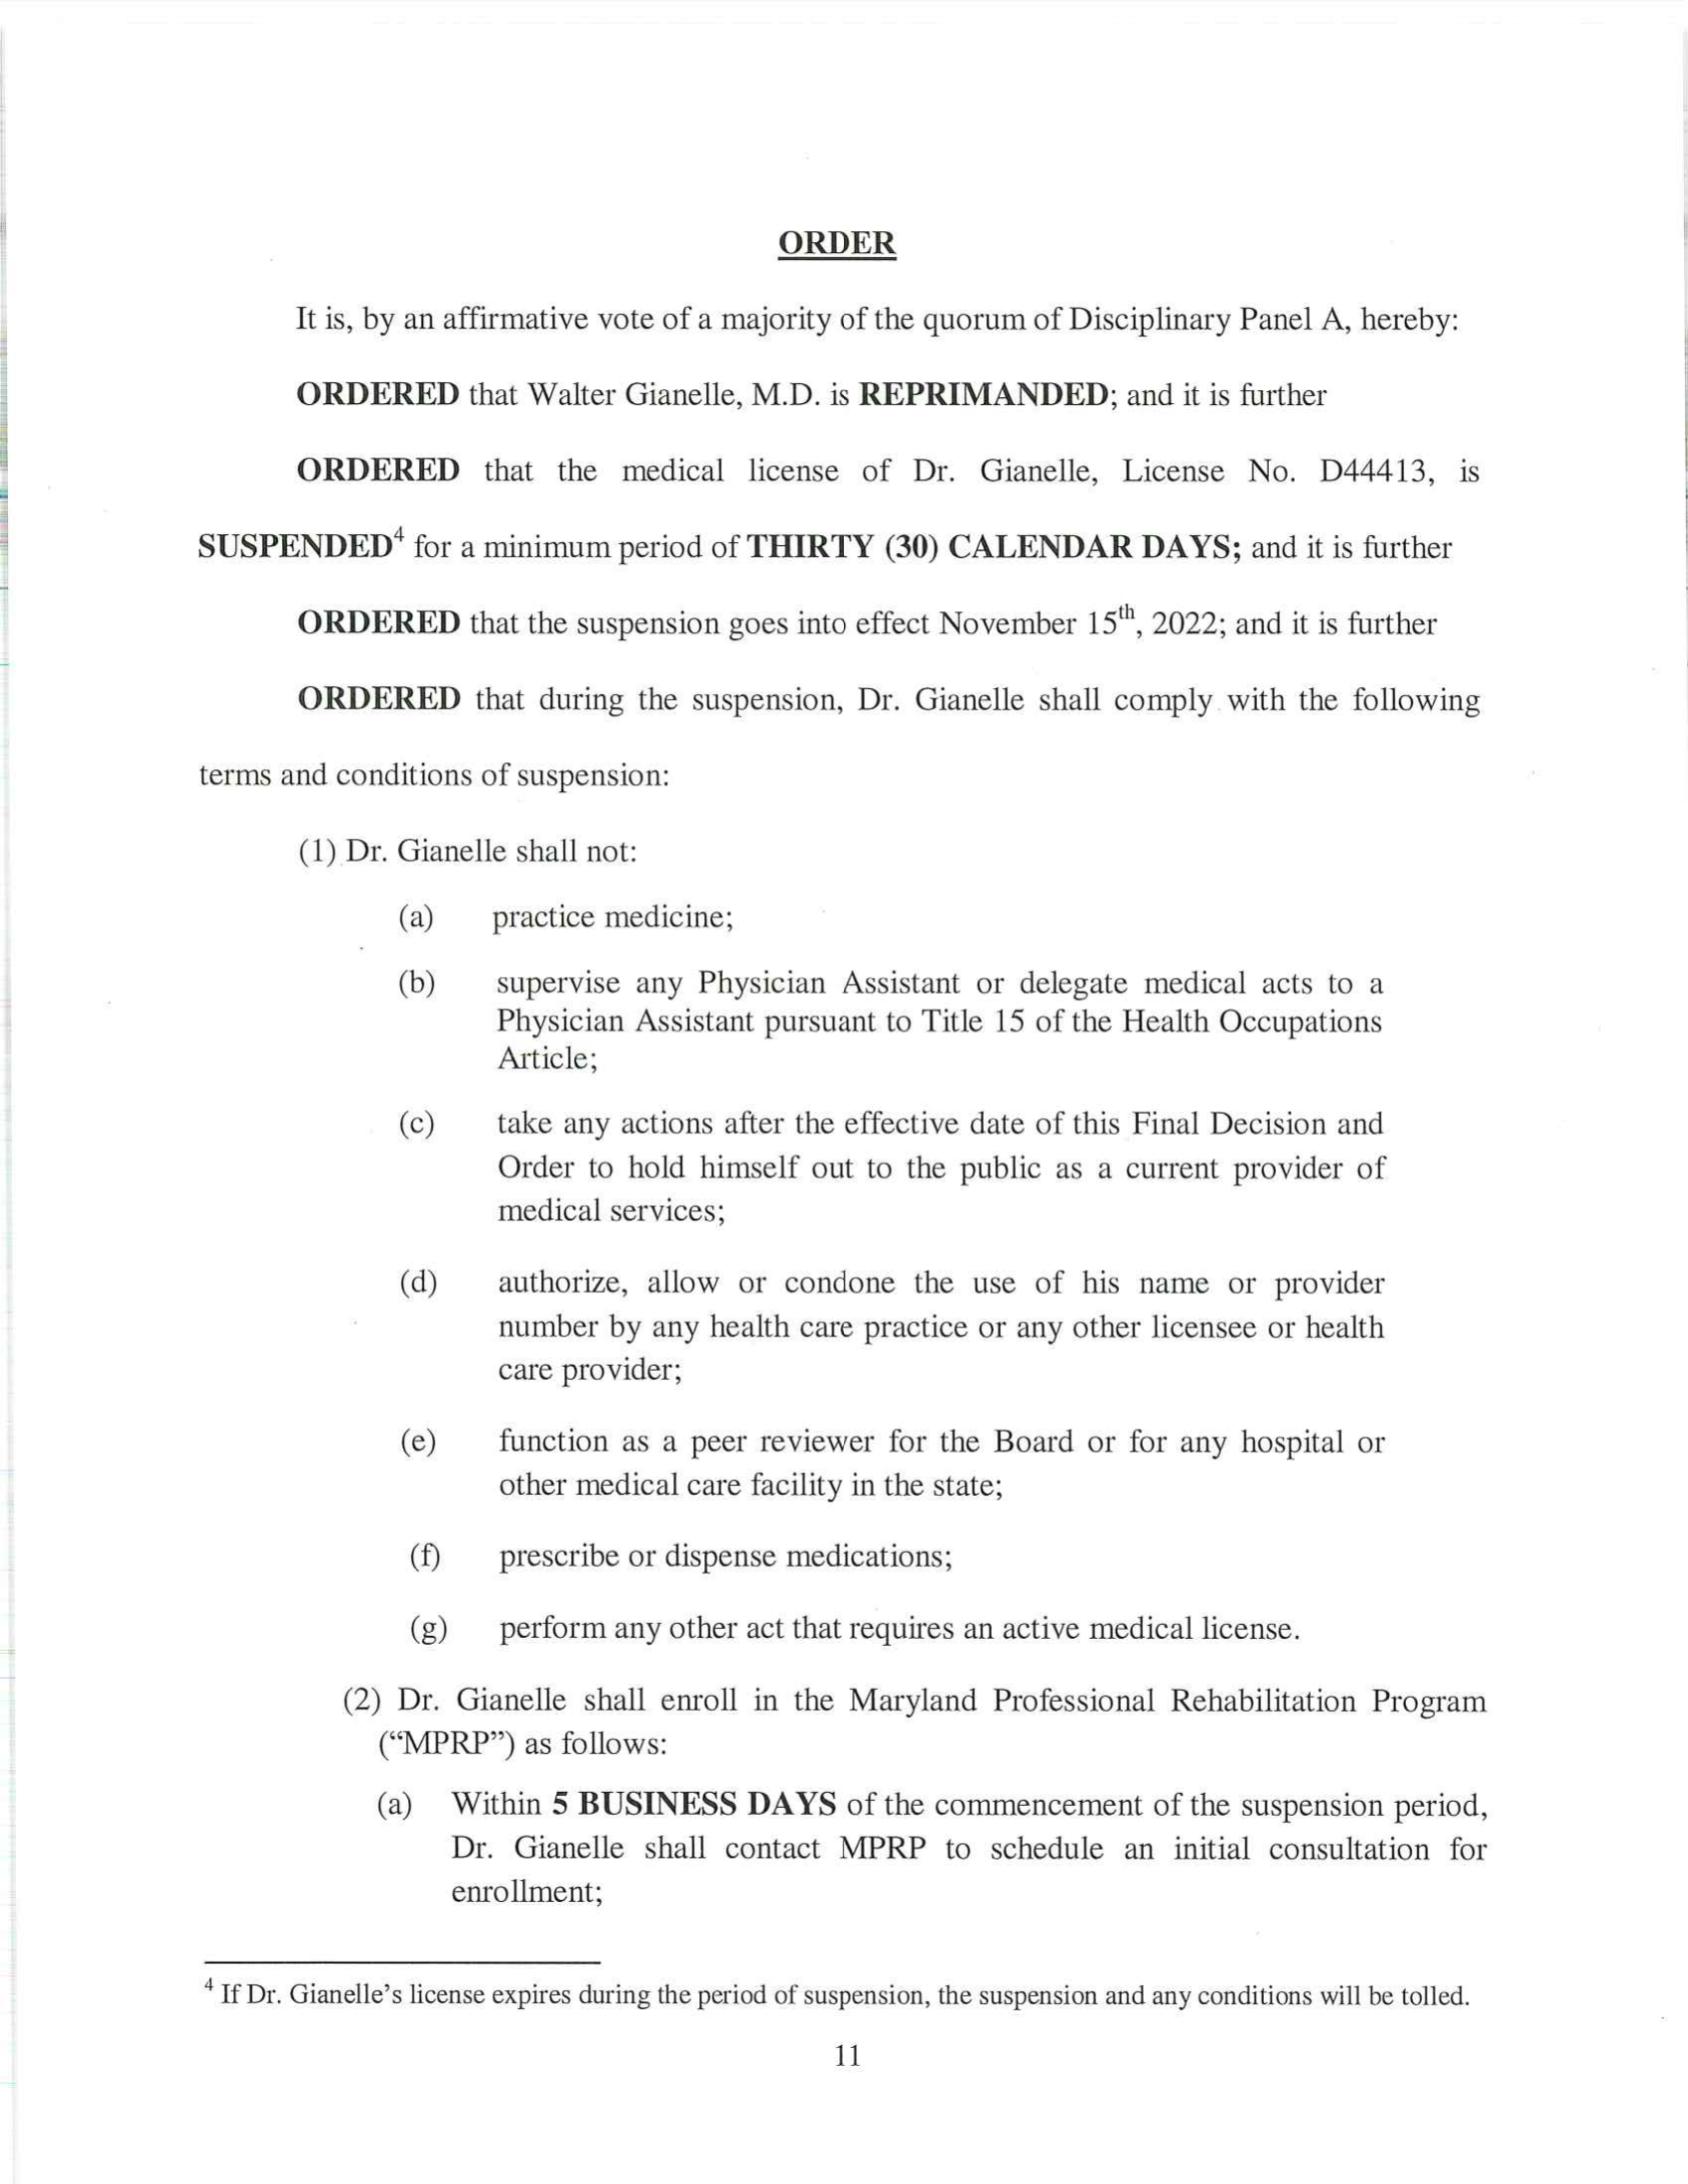 ORDER
It is, by an affirmative vote of a majority of the quorum of Disciplinary Panel A, hereby:
ORDERED that Walter Gianelle, M.D. is REPRIMANDED; and it is further
ORDERED that the medical license of Dr. Gianelle, License No. D44413, is
SUSPENDED⁴ for a minimum period of THIRTY (30) CALENDAR DAYS; and it is further
ORDERED that the suspension goes into effect November 15th, 2022; and it is further
ORDERED that during the suspension, Dr. Gianelle shall comply with the following
terms and conditions of suspension:
(1) Dr. Gianelle shall not:
(a) practice medicine;
(b) supervise any Physician Assistant or delegate medical acts to a
Physician Assistant pursuant to Title 15 of the Health Occupations
Article;
(c) take any actions after the effective date of this Final Decision and
Order to hold himself out to the public as a current provider of
medical services;
(d) authorize, allow or condone the use of his name or provider
number by any health care practice or any other licensee or health
care provider;
(e) function as a peer reviewer for the Board or for any hospital or
other medical care facility in the state;
(f) prescribe or dispense medications;
(g) perform any other act that requires an active medical license.
(2) Dr. Gianelle shall enroll in the Maryland Professional Rehabilitation Program
(“MPRP”) as follows:
(a) Within 5 BUSINESS DAYS of the commencement of the suspension period,
Dr. Gianelle shall contact MPRP to schedule an initial consultation for
enrollment;
⁴ If Dr. Gianelle’s license expires during the period of suspension, the suspension and any conditions will be tolled.
11